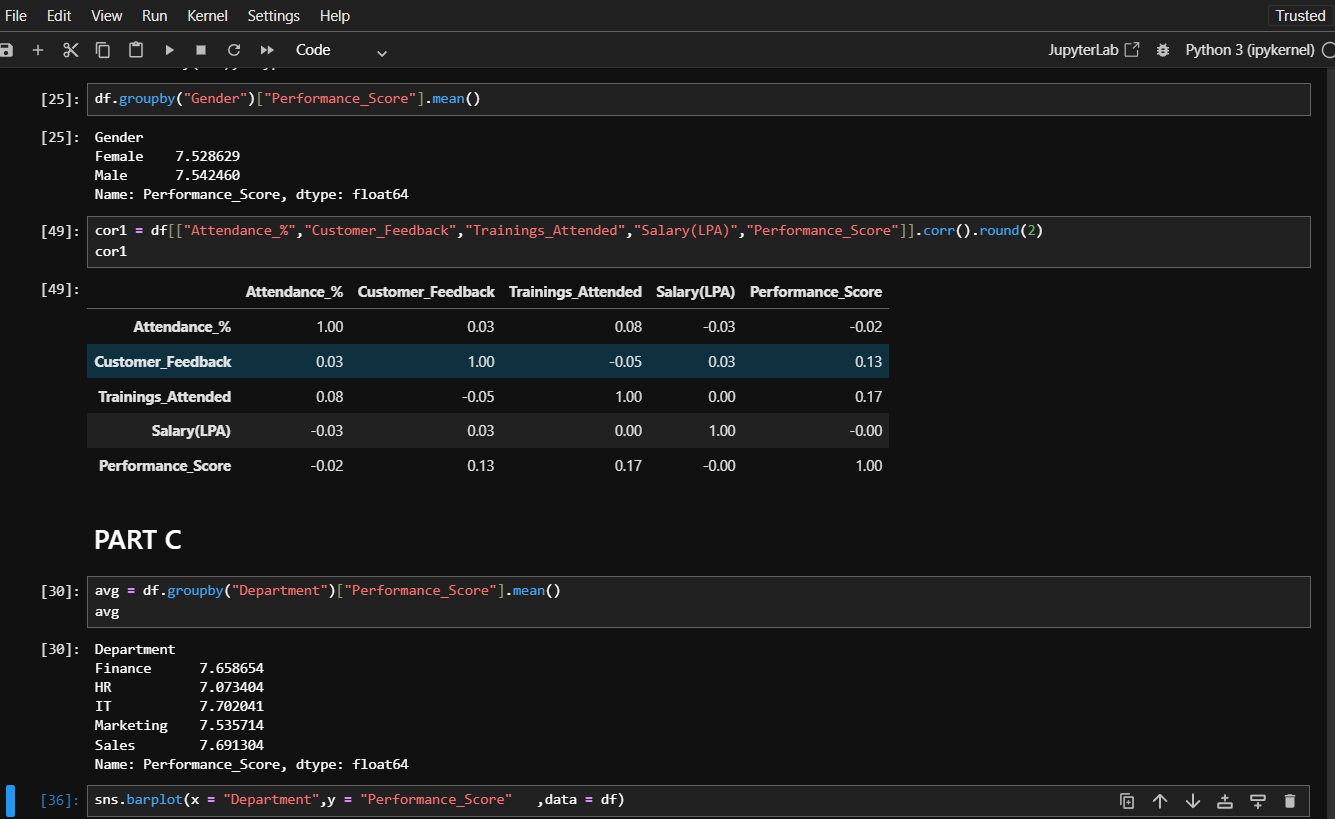 File Edit View Run Kernel Settings Help Trusted
Code JupyterLab Python 3 (ipykernel)
[25]: df.groupby("Gender")["Performance_Score"].mean()
[25]: Gender
Female 7.528629
Male 7.542460
Name: Performance_Score, dtype: float64
[49]: cor1 = df[["Attendance_%","Customer_Feedback","Trainings_Attended","Salary(LPA)","Performance_Score"]].corr().round(2)
cor1
[49]:
Attendance_% Customer_Feedback Trainings_Attended Salary(LPA) Performance_Score
Attendance_% 1.00 0.03 0.08 -0.03 -0.02
Customer_Feedback 0.03 1.00 -0.05 0.03 0.13
Trainings_Attended 0.08 -0.05 1.00 0.00 0.17
Salary(LPA) -0.03 0.03 0.00 1.00 -0.00
Performance_Score -0.02 0.13 0.17 -0.00 1.00
PART C
[30]: avg = df.groupby("Department")["Performance_Score"].mean()
avg
[30]: Department
Finance 7.658654
HR 7.073404
IT 7.702041
Marketing 7.535714
Sales 7.691304
Name: Performance_Score, dtype: float64
[36]: sns.barplot(x = "Department",y = "Performance_Score" ,data = df)